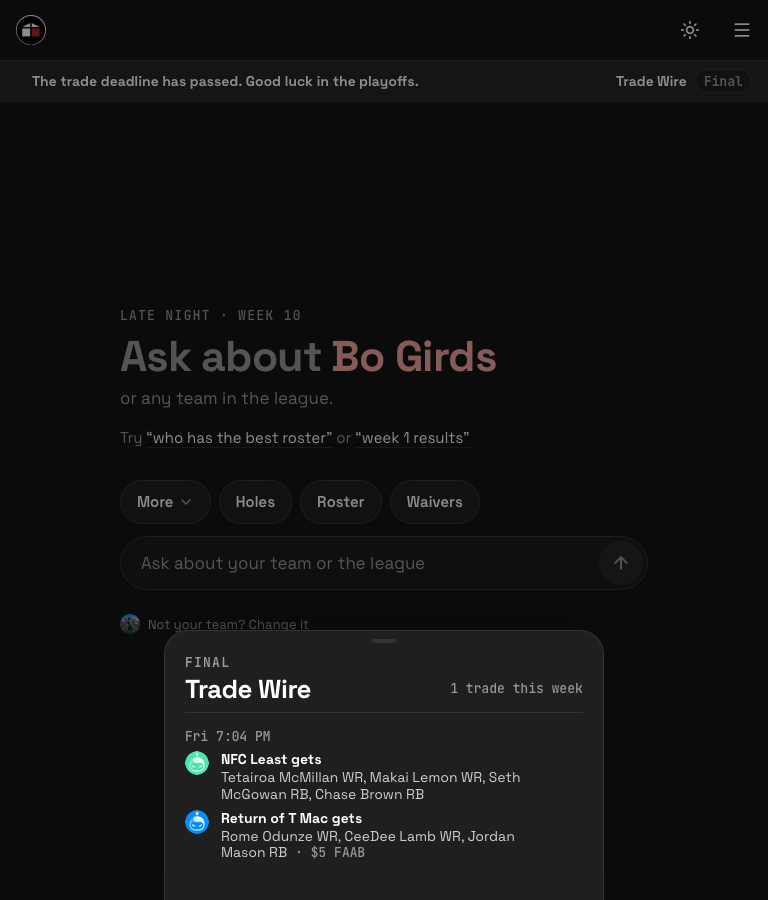 The trade deadline has passed. Good luck in the playoffs.
Trade Wire Final
LATE NIGHT · WEEK 10
Ask about Bo Girds
or any team in the league.
Try “who has the best roster” or “week 1 results”
More Holes Roster Waivers
Ask about your team or the league
Not your team? Change it
FINAL
Trade Wire 1 trade this week
Fri 7:04 PM
NFC Least gets
Tetairoa McMillan WR, Makai Lemon WR, Seth
McGowan RB, Chase Brown RB
Return of T Mac gets
Rome Odunze WR, CeeDee Lamb WR, Jordan
Mason RB · $5 FAAB